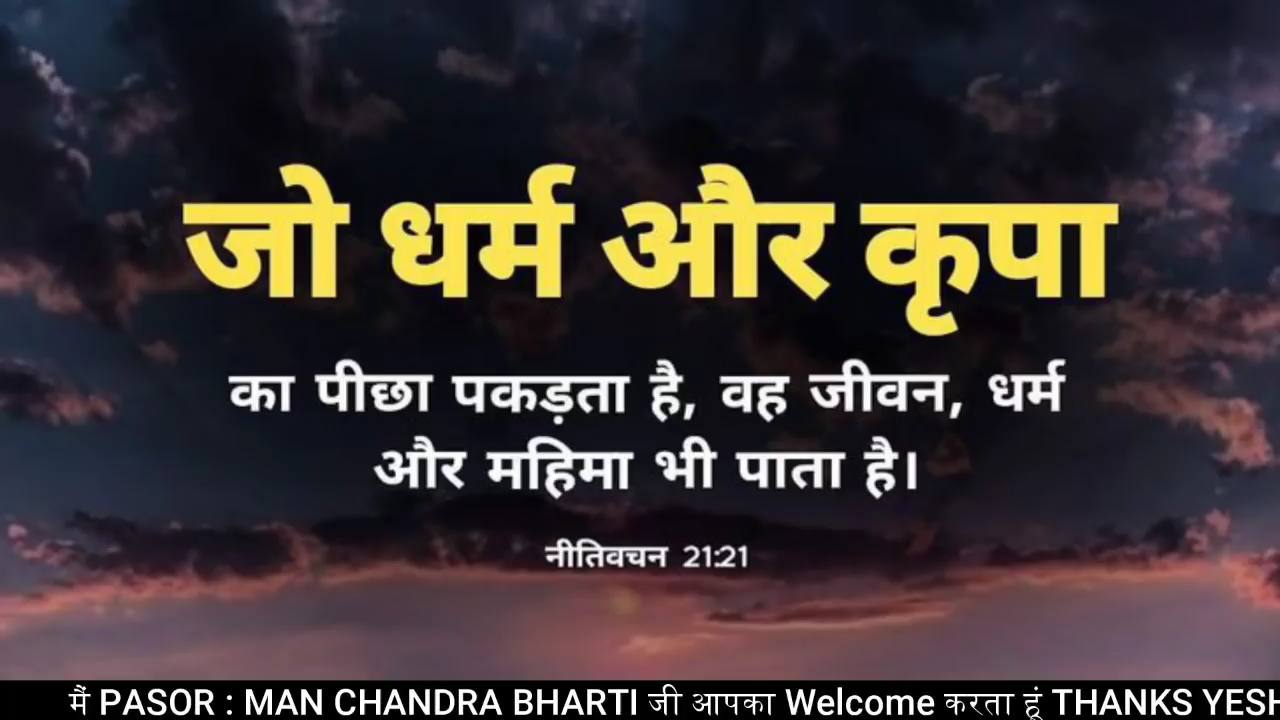 जो धर्म और कृपा
का पीछा पकड़ता है, वह जीवन, धर्म
और महिमा भी पाता है।
नीतिवचन 21:21
मैं PASOR : MAN CHANDRA BHARTI जी आपका Welcome करता हूं THANKS YESH